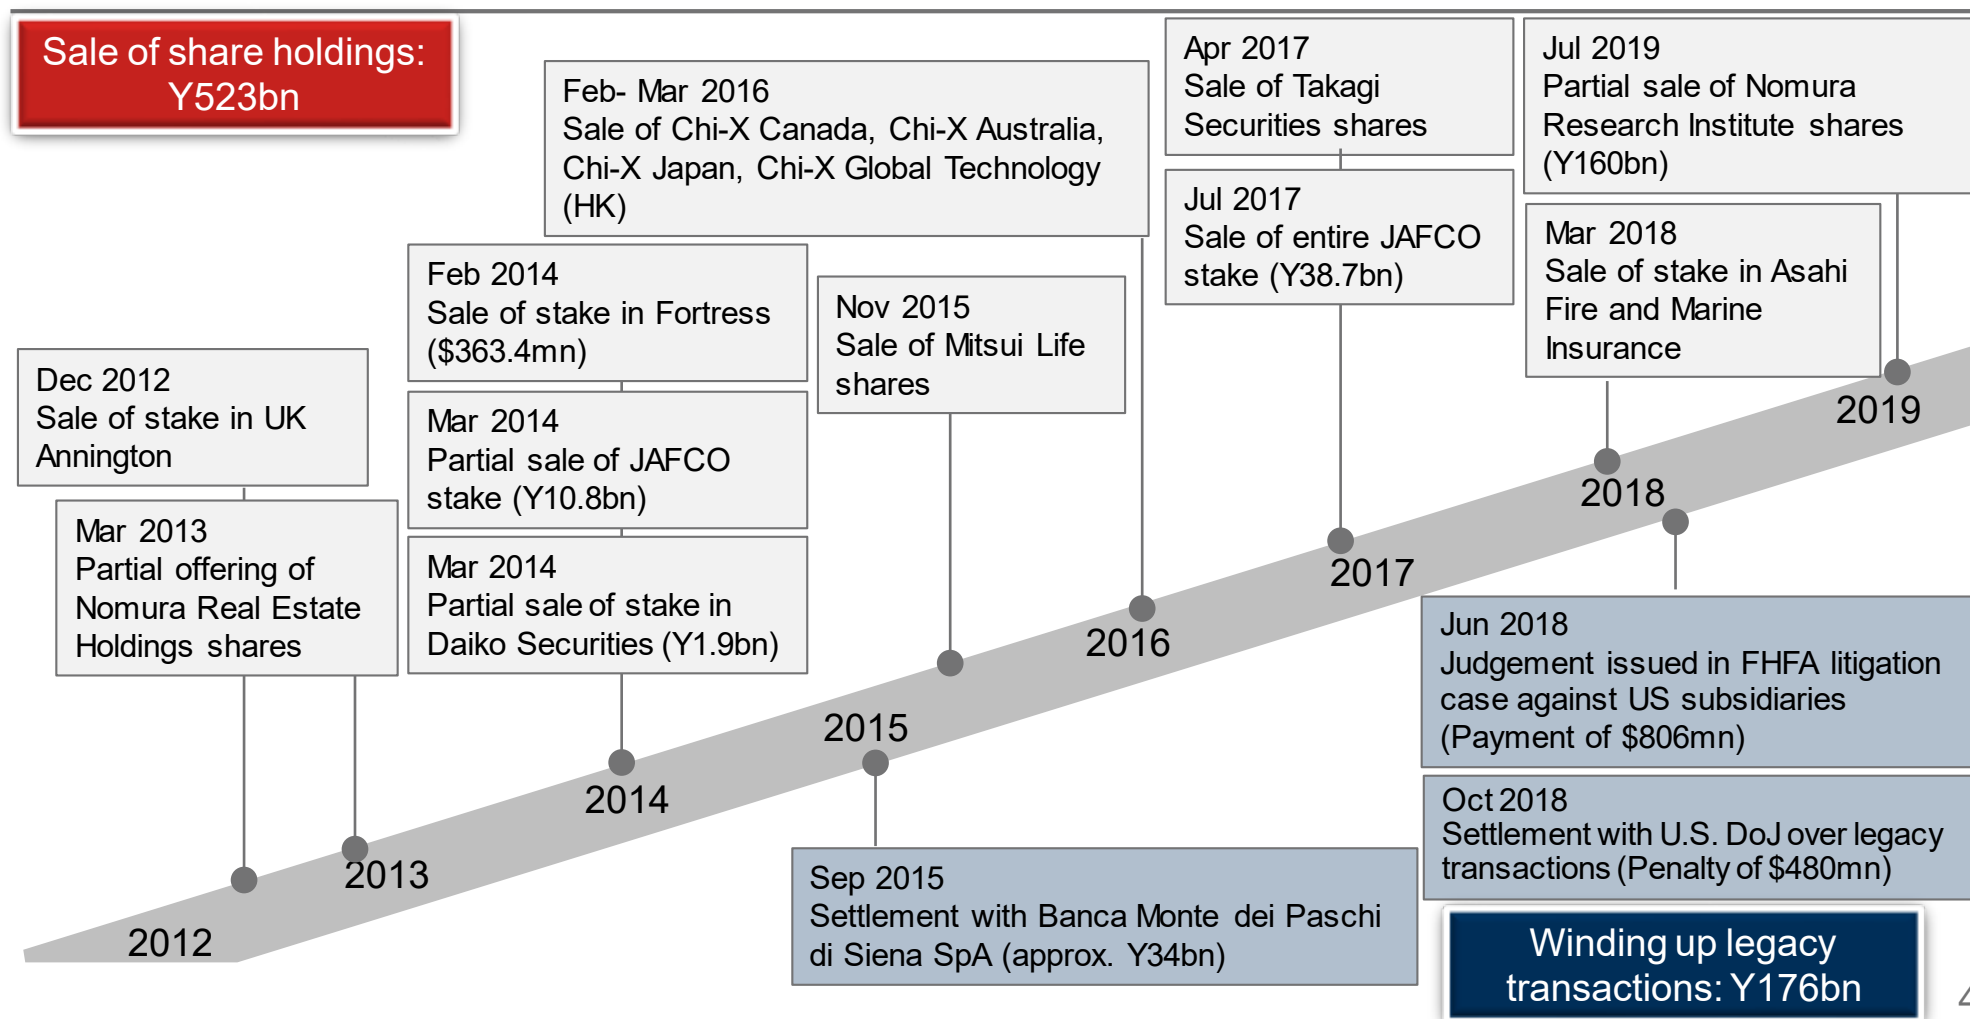 Sale of share holdings:
Y523bn
Dec 2012
Sale of stake in UK
Annington
Mar 2013
Partial offering of
Nomura Real Estate
Holdings shares
Feb 2014
Sale of stake in Fortress
($363.4mn)
Mar 2014
Partial sale of JAFCO
stake (Y10.8bn)
Mar 2014
Partial sale of stake in
Daiko Securities (Y1.9bn)
Feb- Mar 2016
Sale of Chi-X Canada, Chi-X Australia,
Chi-X Japan, Chi-X Global Technology
(HK)
Nov 2015
Sale of Mitsui Life
shares
Apr 2017
Sale of Takagi
Securities shares
Jul 2017
Sale of entire JAFCO
stake (Y38.7bn)
Jul 2019
Partial sale of Nomura
Research Institute shares
(Y160bn)
Mar 2018
Sale of stake in Asahi
Fire and Marine
Insurance
2012
2013
2014
2015
2016
2017
2018
2019
Sep 2015
Settlement with Banca Monte dei Paschi
di Siena SpA (approx. Y34bn)
Jun 2018
Judgement issued in FHFA litigation
case against US subsidiaries
(Payment of $806mn)
Oct 2018
Settlement with U.S. DoJ over legacy
transactions (Penalty of $480mn)
Winding up legacy
transactions: Y176bn